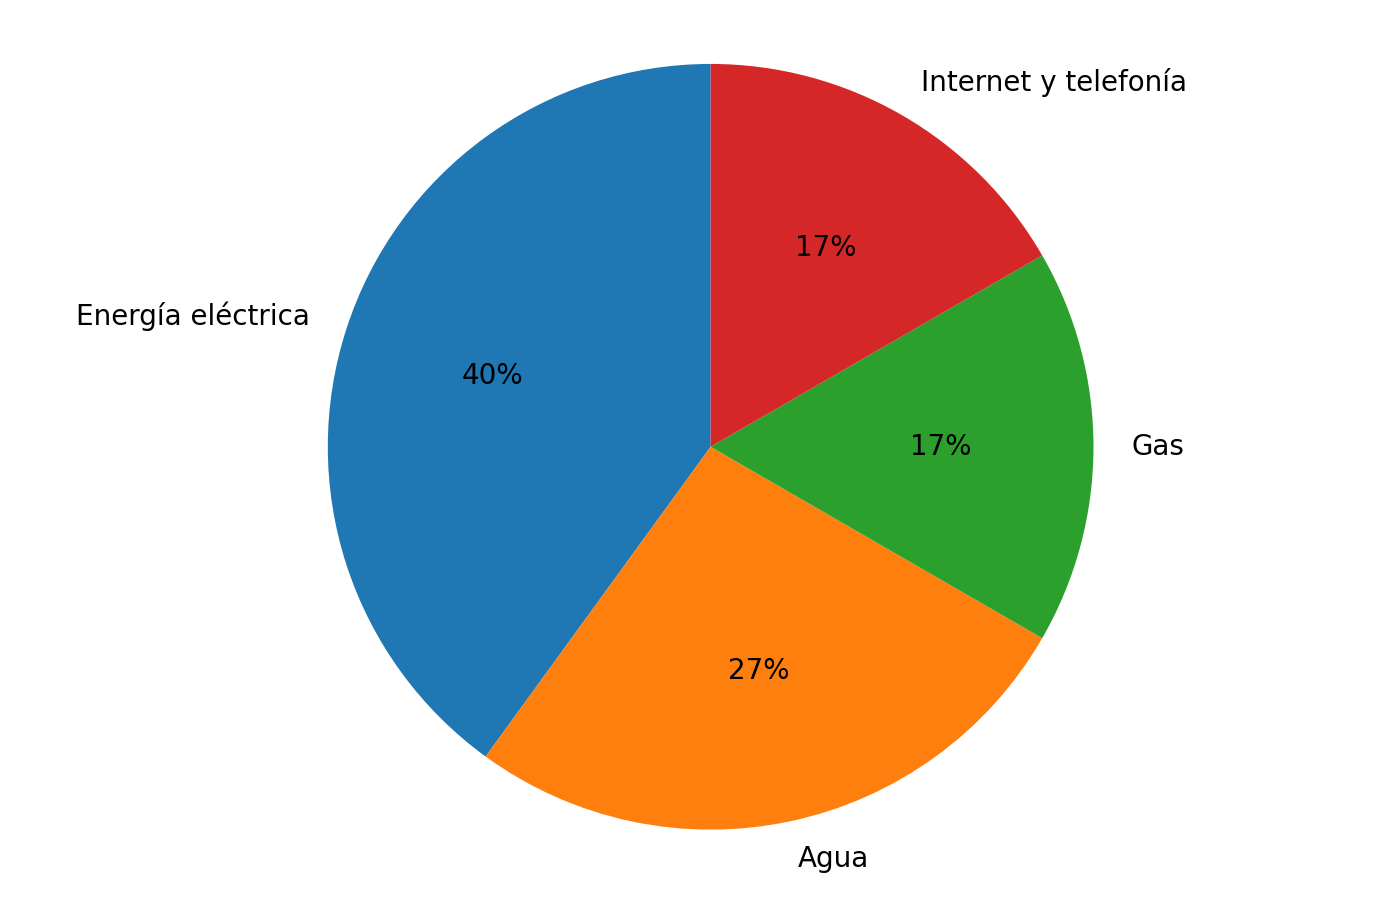 Internet y telefonía
17%
Energía eléctrica
40%
17%
Gas
27%
Agua